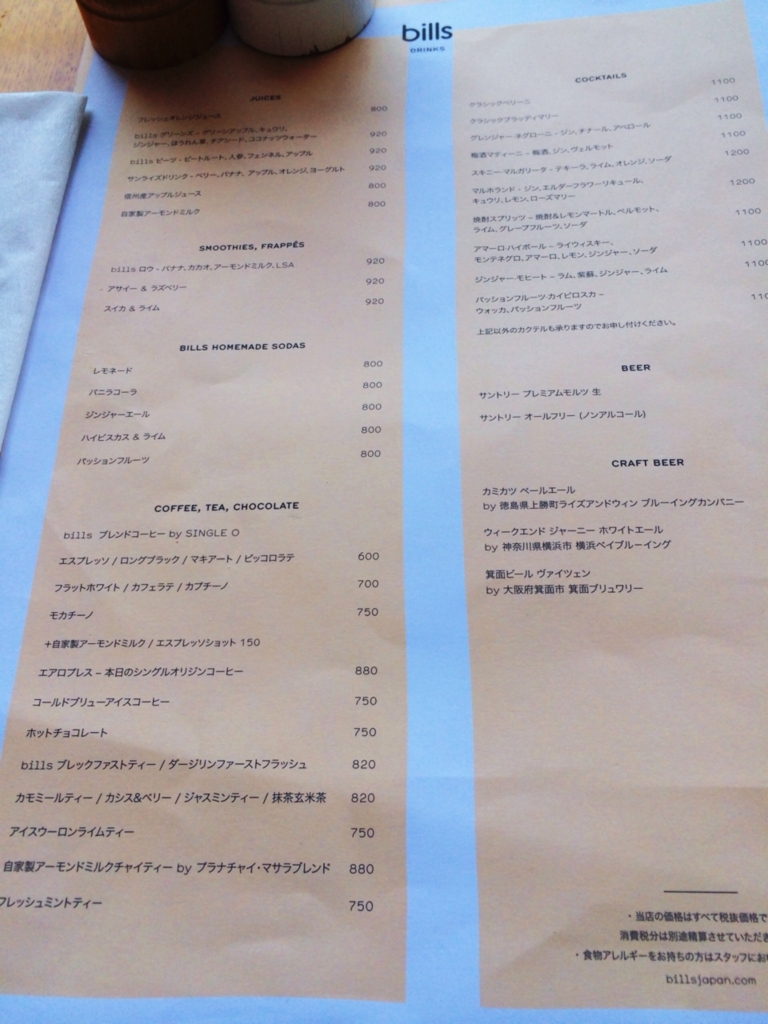 bills
DRINKS
JUICES
フレッシュオレンジジュース 800
bills グリーンズ - グリーンアップル、キュウリ、
ジンジャー、ほうれん草、チアシード、ココナッツウォーター 920
bills ビーツ - ビートルート、人参、フェンネル、アップル 920
サンライズドリンク - ベリー、バナナ、アップル、オレンジ、ヨーグルト 920
信州産アップルジュース 800
自家製アーモンドミルク 800
SMOOTHIES, FRAPPÉS
bills ロウ - バナナ、カカオ、アーモンドミルク、LSA 920
アサイー & ラズベリー 920
スイカ & ライム 920
BILLS HOMEMADE SODAS
レモネード 800
バニラコーラ 800
ジンジャーエール 800
ハイビスカス & ライム 800
パッションフルーツ 800
COFFEE, TEA, CHOCOLATE
bills ブレンドコーヒー by SINGLE O
エスプレッソ / ロングブラック / マキアート / ピッコロラテ 600
フラットホワイト / カフェラテ / カプチーノ 700
モカチーノ 750
+自家製アーモンドミルク / エスプレッソショット 150
エアロプレス – 本日のシングルオリジンコーヒー 880
コールドブリューアイスコーヒー 750
ホットチョコレート 750
bills ブレックファストティー / ダージリンファーストフラッシュ 820
カモミールティー / カシス&ベリー / ジャスミンティー / 抹茶玄米茶 820
アイスウーロンライムティー 750
自家製アーモンドミルクチャイティー by プラナチャイ・マサラブレンド 880
フレッシュミントティー 750
COCKTAILS
クラシックベリーニ 1100
クラシックブラッディマリー 1100
グレンジャーネグローニ - ジン、チナール、アペロール 1100
梅酒マティーニ - 梅酒、ジン、ヴェルモット 1100
スキニーマルガリータ - テキーラ、ライム、オレンジ、ソーダ 1200
マルホランド - ジン、エルダーフラワーリキュール、
キュウリ、レモン、ローズマリー 1200
焼酎スプリッツ – 焼酎&レモンマートル、ベルモット、
ライム、グレープフルーツ、ソーダ 1100
アマーロハイボール – ライウィスキー、
モンテネグロ、アマーロ、レモン、ジンジャー、ソーダ 1100
ジンジャーモヒート – ラム、紫蘇、ジンジャー、ライム 1100
パッションフルーツカイピロスカ –
ウォッカ、パッションフルーツ 110
上記以外のカクテルも承りますのでお申し付けください。
BEER
サントリー プレミアムモルツ 生
サントリー オールフリー (ノンアルコール)
CRAFT BEER
カミカツ ペールエール
by 徳島県上勝町ライズアンドウィン ブルーイングカンパニー
ウィークエンド ジャーニー ホワイトエール
by 神奈川県横浜市 横浜ベイブルーイング
箕面ビール ヴァイツェン
by 大阪府箕面市 箕面ブリュワリー
・当店の価格はすべて税抜価格で
消費税分は別途精算させていただき
・食物アレルギーをお持ちの方はスタッフにお
billsjapan.com